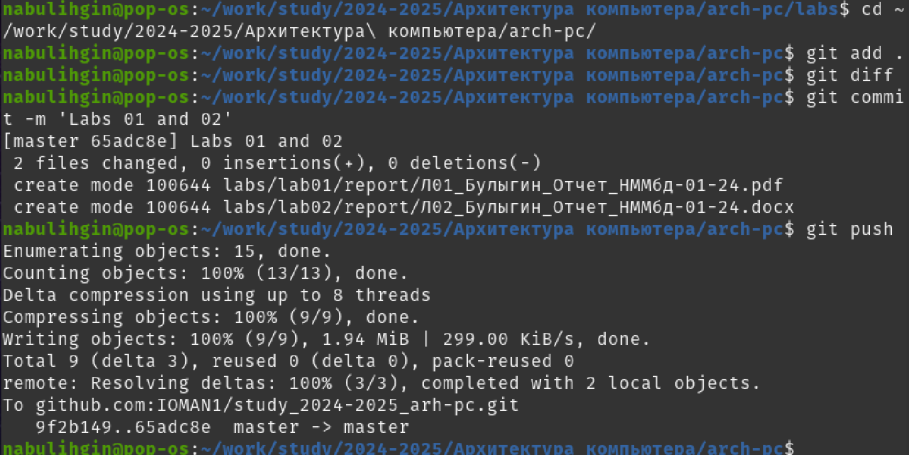 nabulihgin@pop-os:~/work/study/2024-2025/Архитектура компьютера/arch-pc/labs$ cd ~
/work/study/2024-2025/Архитектура\ компьютера/arch-pc/
nabulihgin@pop-os:~/work/study/2024-2025/Архитектура компьютера/arch-pc$ git add .
nabulihgin@pop-os:~/work/study/2024-2025/Архитектура компьютера/arch-pc$ git diff
nabulihgin@pop-os:~/work/study/2024-2025/Архитектура компьютера/arch-pc$ git commi
t -m 'Labs 01 and 02'
[master 65adc8e] Labs 01 and 02
 2 files changed, 0 insertions(+), 0 deletions(-)
 create mode 100644 labs/lab01/report/Л01_Булыгин_Отчет_НММбд-01-24.pdf
 create mode 100644 labs/lab02/report/Л02_Булыгин_Отчет_НММбд-01-24.docx
nabulihgin@pop-os:~/work/study/2024-2025/Архитектура компьютера/arch-pc$ git push
Enumerating objects: 15, done.
Counting objects: 100% (13/13), done.
Delta compression using up to 8 threads
Compressing objects: 100% (9/9), done.
Writing objects: 100% (9/9), 1.94 MiB | 299.00 KiB/s, done.
Total 9 (delta 3), reused 0 (delta 0), pack-reused 0
remote: Resolving deltas: 100% (3/3), completed with 2 local objects.
To github.com:IOMAN1/study_2024-2025_arh-pc.git
   9f2b149..65adc8e  master -> master
nabulihgin@pop-os:~/work/study/2024-2025/Архитектура компьютера/arch-pc$